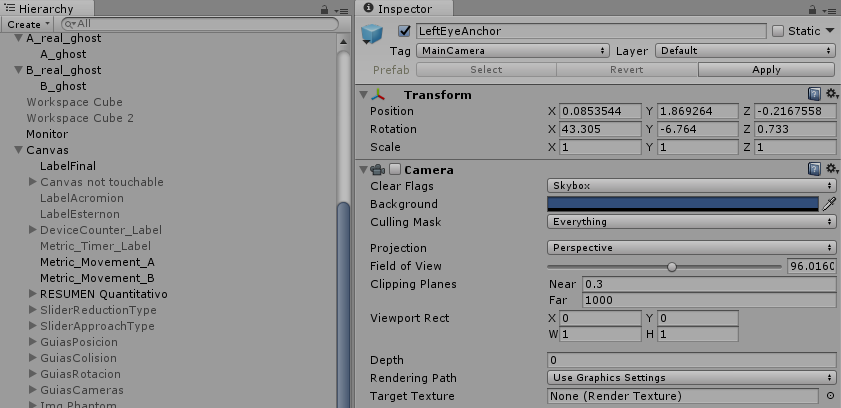 Hierarchy
Create
All
A_real_ghost
A_ghost
B_real_ghost
B_ghost
Workspace Cube
Workspace Cube 2
Monitor
Canvas
LabelFinal
Canvas not touchable
LabelAcromion
LabelEsternon
DeviceCounter_Label
Metric_Timer_Label
Metric_Movement_A
Metric_Movement_B
RESUMEN Quantitativo
SliderReductionType
SliderApproachType
GuiasPosicion
GuiasColision
GuiasRotacion
GuiasCameras
Img Phantom
Inspector
LeftEyeAnchor Static
Tag MainCamera Layer Default
Prefab Select Revert Apply
Transform
Position X 0.0853544 Y 1.869264 Z -0.2167558
Rotation X 43.305 Y -6.764 Z 0.733
Scale X 1 Y 1 Z 1
Camera
Clear Flags Skybox
Background
Culling Mask Everything
Projection Perspective
Field of View 96.0160
Clipping Planes Near 0.3
Far 1000
Viewport Rect X 0 Y 0
W 1 H 1
Depth 0
Rendering Path Use Graphics Settings
Target Texture None (Render Texture)